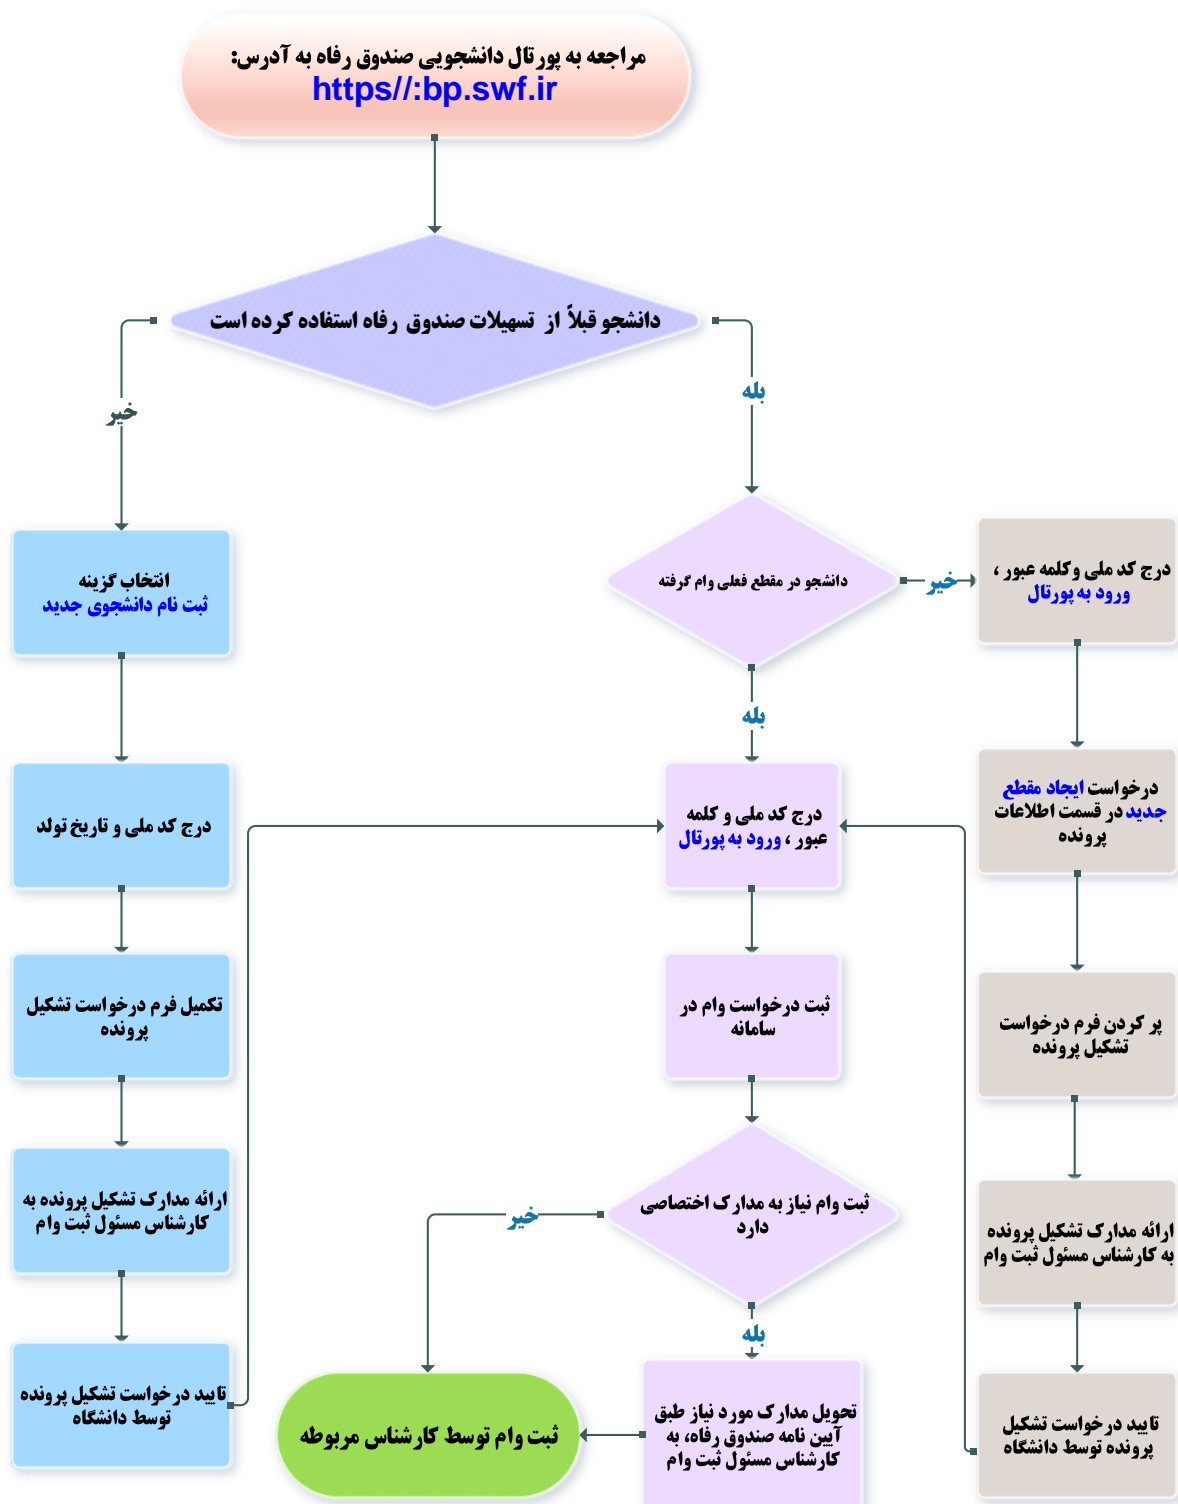 مراجعه به پورتال دانشجویی صندوق رفاه به آدرس:
https//:bp.swf.ir
دانشجو قبلاً از تسهیلات صندوق رفاه استفاده کرده است
بله
خیر
دانشجو در مقطع فعلی وام گرفته
خیر
درج کد ملی وکلمه عبور ،
ورود به پورتال
انتخاب گزینه
ثبت نام دانشجوی جدید
بله
درخواست ایجاد مقطع
جدید در قسمت اطلاعات
پرونده
درج کد ملی و کلمه
عبور ، ورود به پورتال
درج کد ملی و تاریخ تولد
پر کردن فرم درخواست
تشکیل پرونده
ثبت درخواست وام در
سامانه
تکمیل فرم درخواست تشکیل
پرونده
ارائه مدارک تشکیل پرونده
به کارشناس مسئول ثبت وام
ثبت وام نیاز به مدارک اختصاصی
دارد
خیر
ارائه مدارک تشکیل پرونده به
کارشناس مسئول ثبت وام
بله
تایید درخواست تشکیل
پرونده توسط دانشگاه
تحویل مدارک مورد نیاز طبق
آیین نامه صندوق رفاه، به
کارشناس مسئول ثبت وام
ثبت وام توسط کارشناس مربوطه
تایید درخواست تشکیل پرونده
توسط دانشگاه